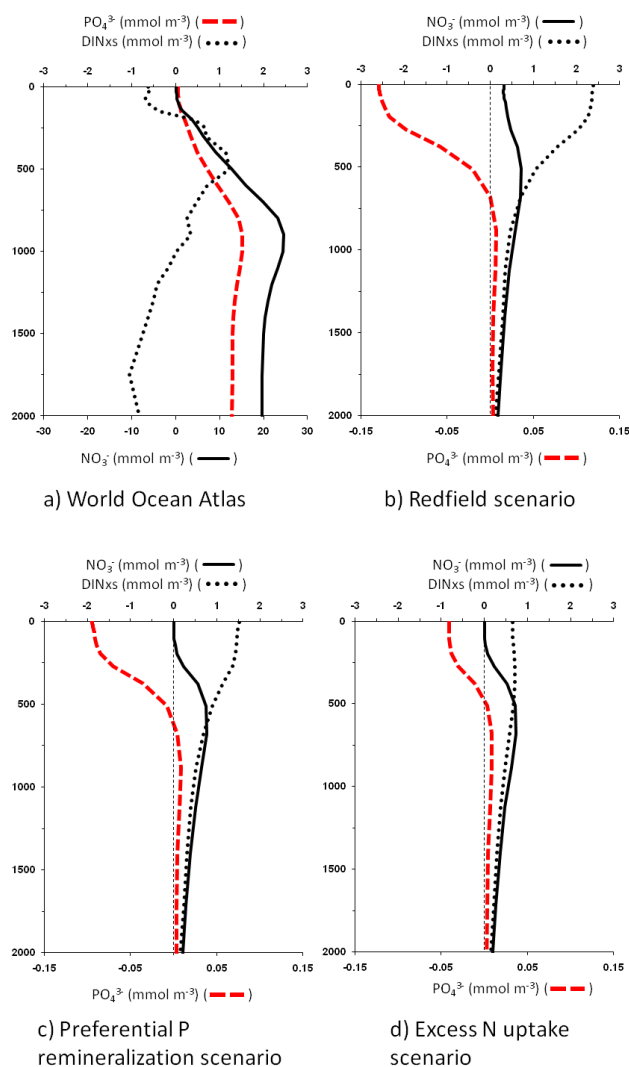 PO₄³⁻ (mmol m⁻³) ( )
DINxs (mmol m⁻³) ( )
-3 -2 -1 0 1 2 3
0
500
1000
1500
2000
-30 -20 -10 0 10 20 30
NO₃⁻ (mmol m⁻³) ( )
a) World Ocean Atlas
NO₃⁻ (mmol m⁻³) ( )
DINxs (mmol m⁻³) ( )
-3 -2 -1 0 1 2 3
0
500
1000
1500
2000
-0.15 -0.05 0.05 0.15
PO₄³⁻ (mmol m⁻³) ( )
b) Redfield scenario
NO₃⁻ (mmol m⁻³) ( )
DINxs (mmol m⁻³) ( )
-3 -2 -1 0 1 2 3
0
500
1000
1500
2000
-0.15 -0.05 0.05 0.15
PO₄³⁻ (mmol m⁻³) ( )
c) Preferential P
remineralization scenario
NO₃⁻ (mmol m⁻³) ( )
DINxs (mmol m⁻³) ( )
-3 -2 -1 0 1 2 3
0
500
1000
1500
2000
-0.15 -0.05 0.05 0.15
PO₄³⁻ (mmol m⁻³) ( )
d) Excess N uptake
scenario